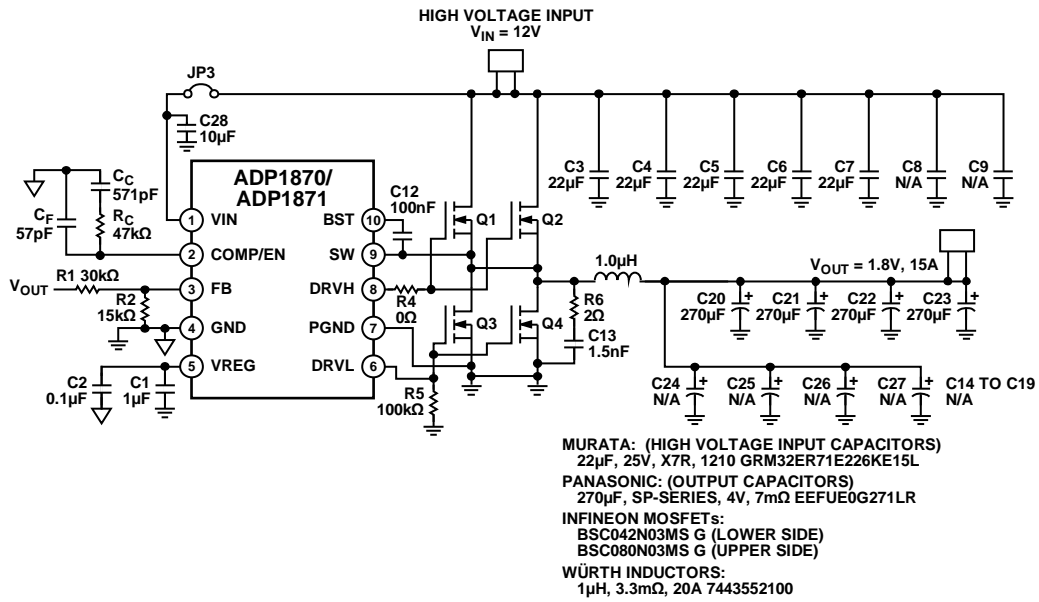 HIGH VOLTAGE INPUT
VIN = 12V
JP3
C28
10µF
C3
22µF
C4
22µF
C5
22µF
C6
22µF
C7
22µF
C8
N/A
C9
N/A
CC
571pF
CF
57pF
RC
47kΩ
ADP1870/
ADP1871
1 VIN
BST 10
C12
100nF
Q1
Q2
2 COMP/EN
SW 9
VOUT
R1 30kΩ
3 FB
DRVH 8
R4
0Ω
1.0µH
VOUT = 1.8V, 15A
R2
15kΩ
4 GND
PGND 7
Q3
Q4
R6
2Ω
C13
1.5nF
C20
270µF
C21
270µF
C22
270µF
C23
270µF
5 VREG
DRVL 6
C2
0.1µF
C1
1µF
R5
100kΩ
C24
N/A
C25
N/A
C26
N/A
C27
N/A
C14 TO C19
N/A
MURATA: (HIGH VOLTAGE INPUT CAPACITORS)
22µF, 25V, X7R, 1210 GRM32ER71E226KE15L
PANASONIC: (OUTPUT CAPACITORS)
270µF, SP-SERIES, 4V, 7mΩ EEFUE0G271LR
INFINEON MOSFETs:
BSC042N03MS G (LOWER SIDE)
BSC080N03MS G (UPPER SIDE)
WÜRTH INDUCTORS:
1µH, 3.3mΩ, 20A 7443552100